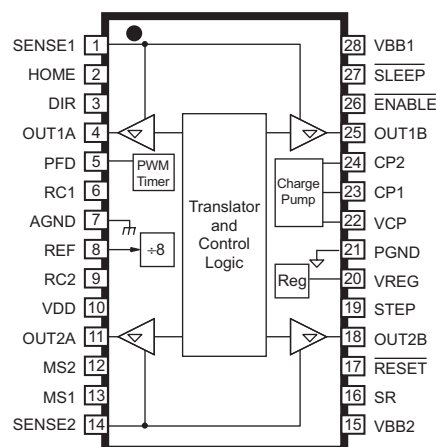 SENSE1 1
HOME 2
DIR 3
OUT1A 4
PFD 5
RC1 6
AGND 7
REF 8
RC2 9
VDD 10
OUT2A 11
MS2 12
MS1 13
SENSE2 14
PWM
Timer
÷8
Translator
and
Control
Logic
Charge
Pump
Reg
28 VBB1
27 SLEEP
26 ENABLE
25 OUT1B
24 CP2
23 CP1
22 VCP
21 PGND
20 VREG
19 STEP
18 OUT2B
17 RESET
16 SR
15 VBB2